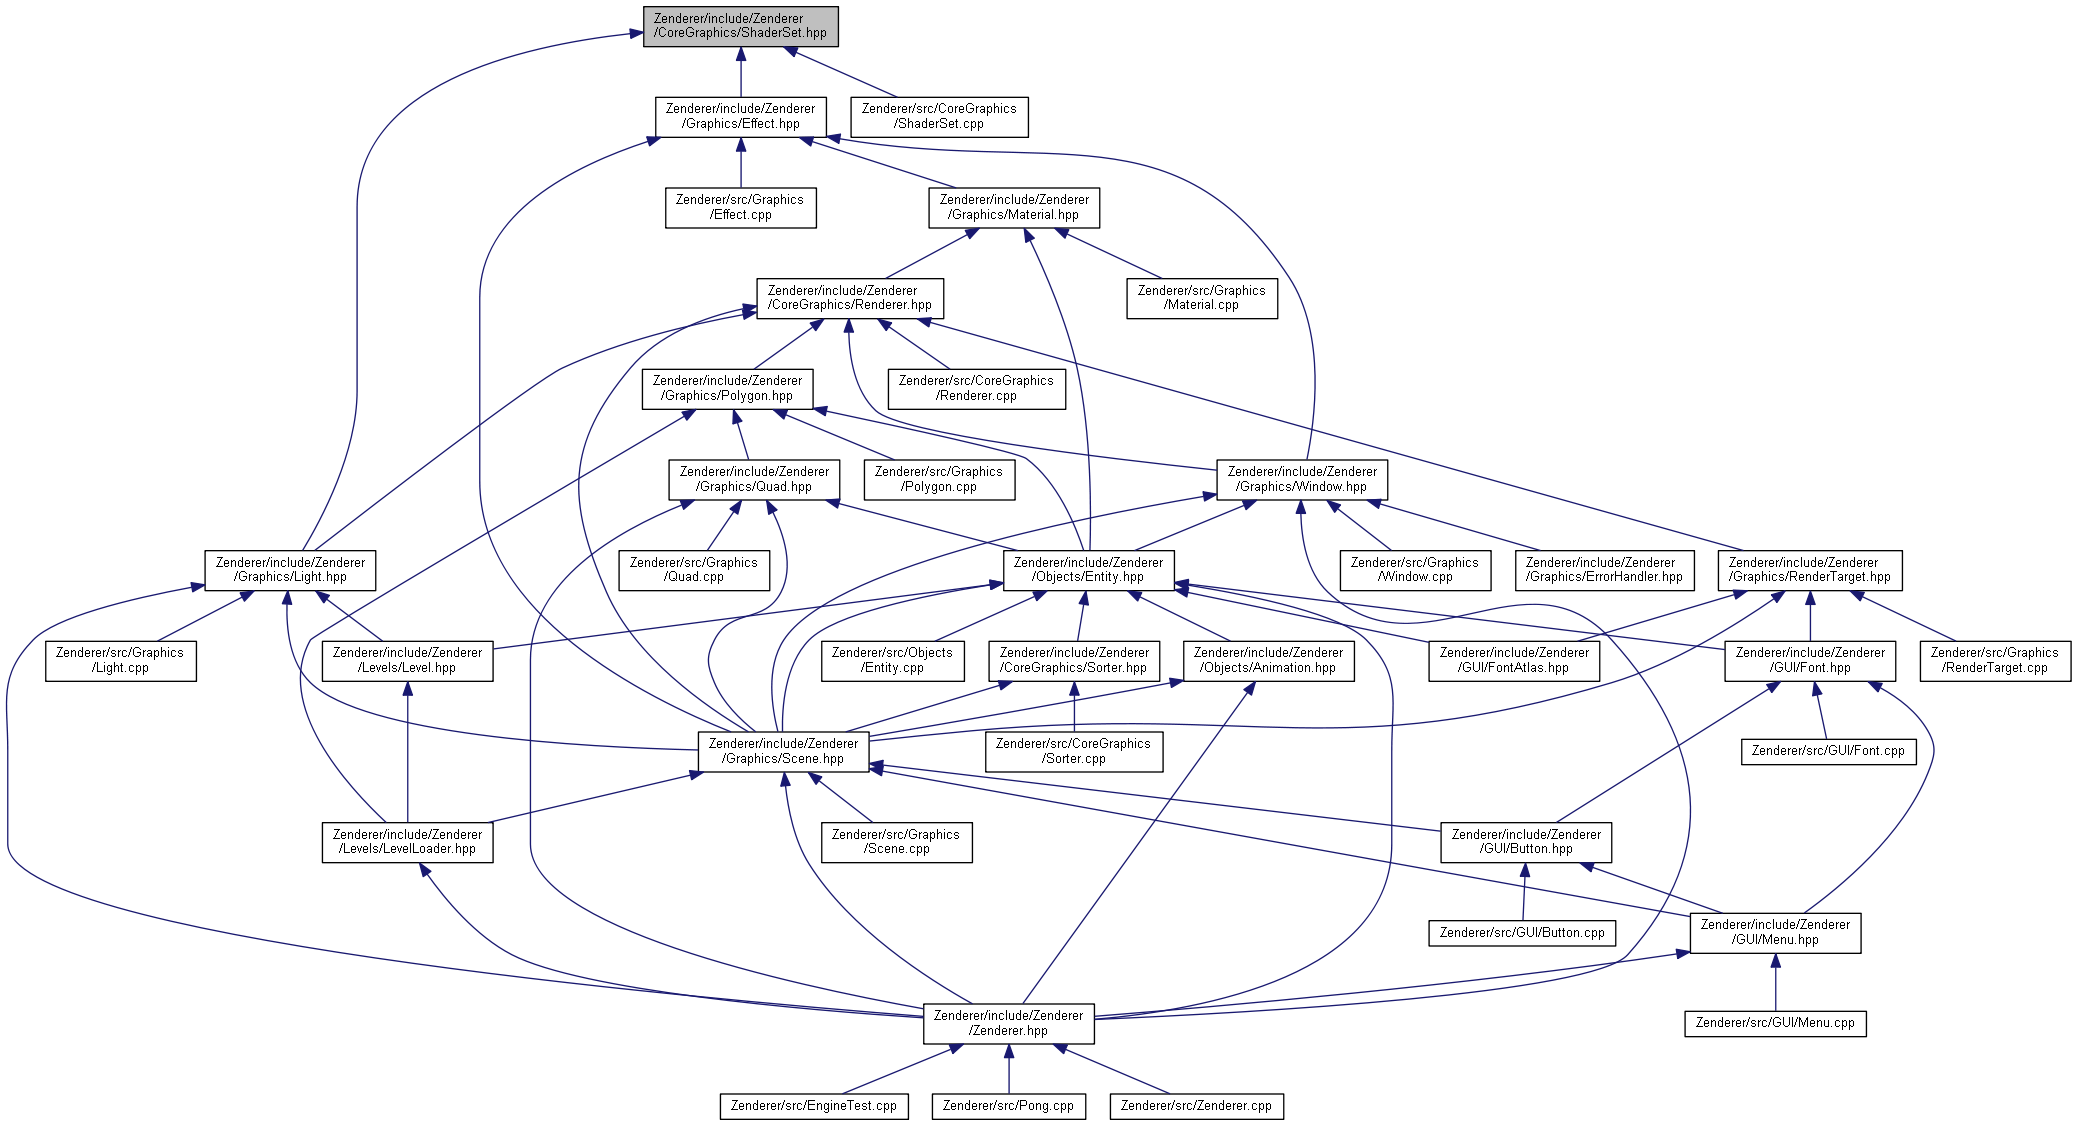 Zenderer/include/Zenderer
/CoreGraphics/ShaderSet.hpp
Zenderer/include/Zenderer
/Graphics/Effect.hpp
Zenderer/src/CoreGraphics
/ShaderSet.cpp
Zenderer/src/Graphics
/Effect.cpp
Zenderer/include/Zenderer
/Graphics/Material.hpp
Zenderer/include/Zenderer
/CoreGraphics/Renderer.hpp
Zenderer/src/Graphics
/Material.cpp
Zenderer/include/Zenderer
/Graphics/Polygon.hpp
Zenderer/src/CoreGraphics
/Renderer.cpp
Zenderer/include/Zenderer
/Graphics/Quad.hpp
Zenderer/src/Graphics
/Polygon.cpp
Zenderer/include/Zenderer
/Graphics/Window.hpp
Zenderer/include/Zenderer
/Graphics/Light.hpp
Zenderer/src/Graphics
/Quad.cpp
Zenderer/include/Zenderer
/Objects/Entity.hpp
Zenderer/src/Graphics
/Window.cpp
Zenderer/include/Zenderer
/Graphics/ErrorHandler.hpp
Zenderer/include/Zenderer
/Graphics/RenderTarget.hpp
Zenderer/src/Graphics
/Light.cpp
Zenderer/include/Zenderer
/Levels/Level.hpp
Zenderer/src/Objects
/Entity.cpp
Zenderer/include/Zenderer
/CoreGraphics/Sorter.hpp
Zenderer/include/Zenderer
/Objects/Animation.hpp
Zenderer/include/Zenderer
/GUI/FontAtlas.hpp
Zenderer/include/Zenderer
/GUI/Font.hpp
Zenderer/src/Graphics
/RenderTarget.cpp
Zenderer/include/Zenderer
/Graphics/Scene.hpp
Zenderer/src/CoreGraphics
/Sorter.cpp
Zenderer/src/GUI/Font.cpp
Zenderer/include/Zenderer
/Levels/LevelLoader.hpp
Zenderer/src/Graphics
/Scene.cpp
Zenderer/include/Zenderer
/GUI/Button.hpp
Zenderer/src/GUI/Button.cpp
Zenderer/include/Zenderer
/GUI/Menu.hpp
Zenderer/include/Zenderer
/Zenderer.hpp
Zenderer/src/GUI/Menu.cpp
Zenderer/src/EngineTest.cpp
Zenderer/src/Pong.cpp
Zenderer/src/Zenderer.cpp